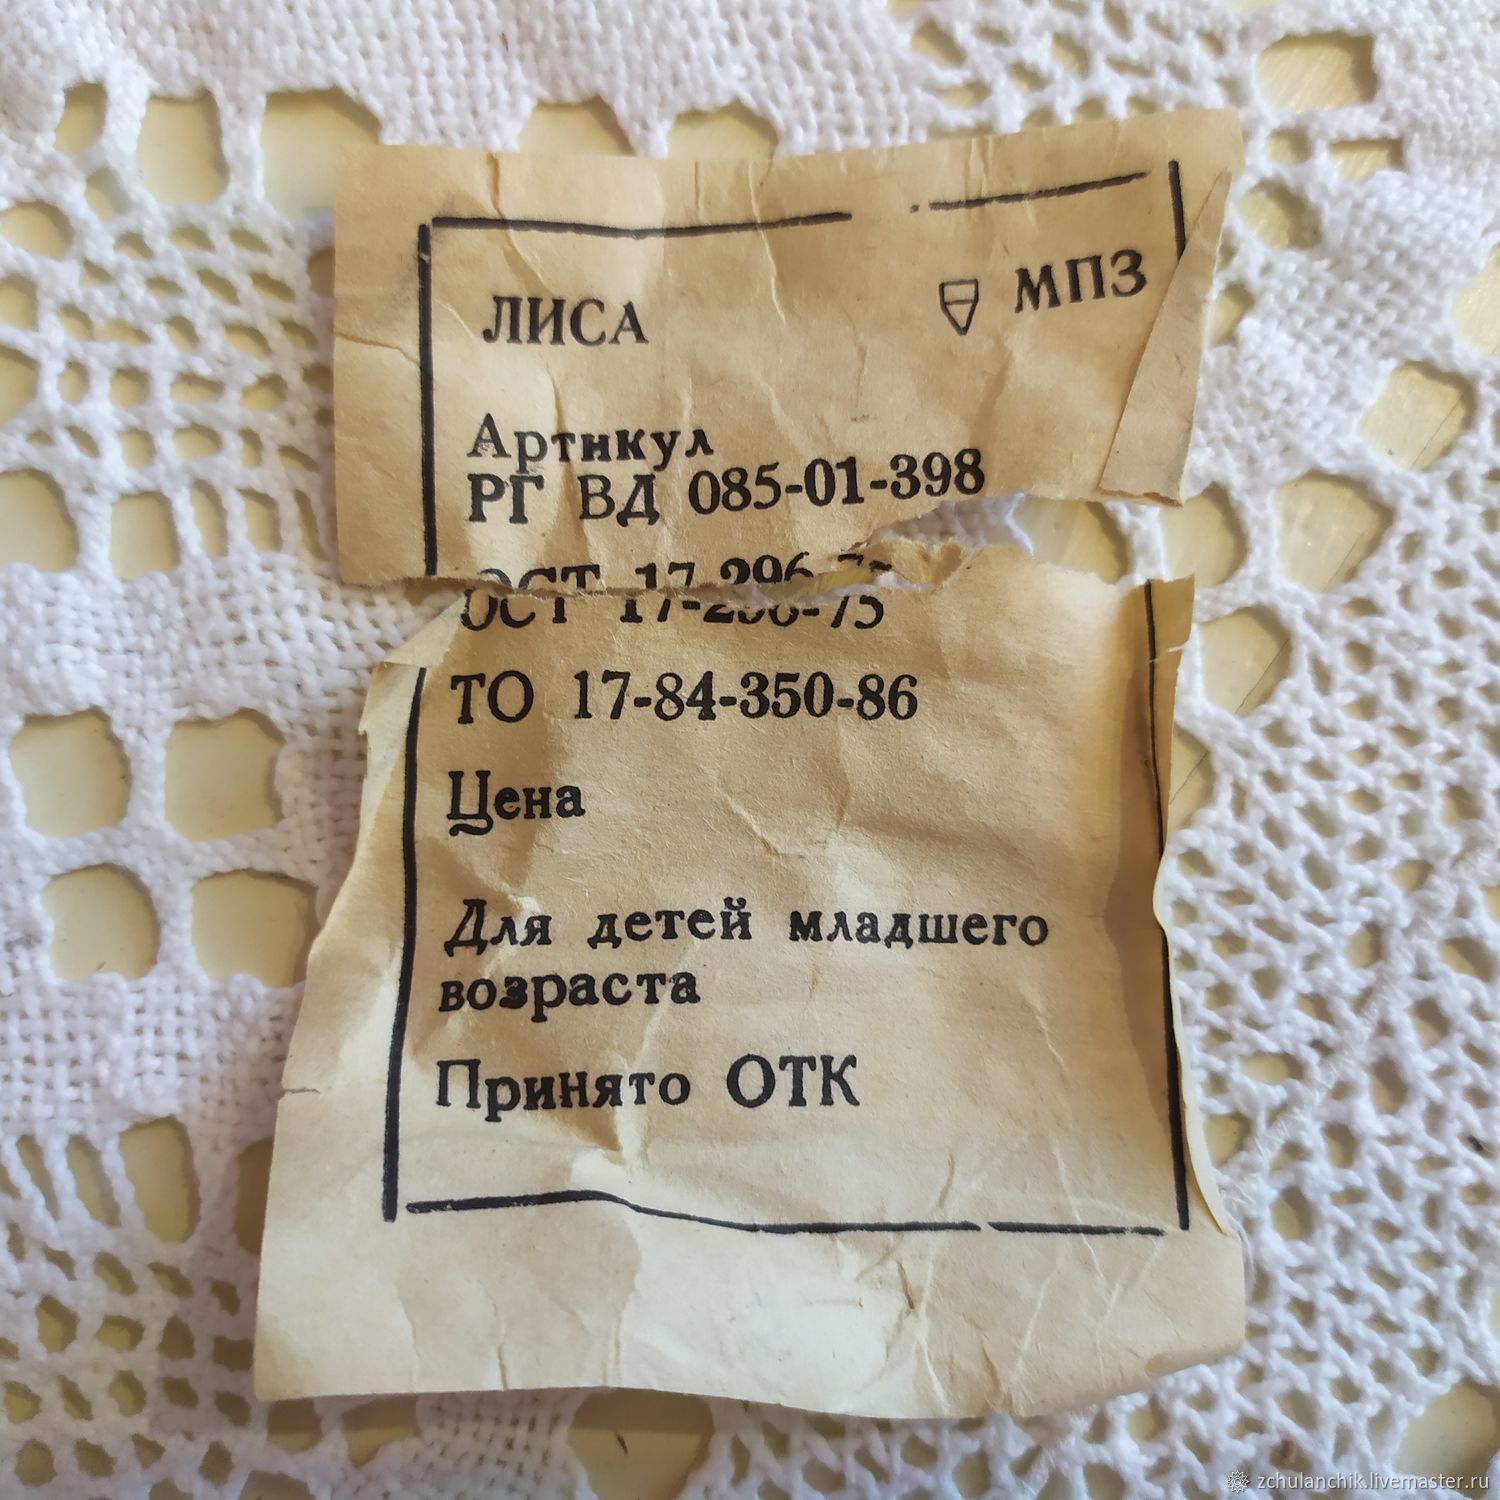 ЛИСА МПЗ
Артикул
РГ ВД 085-01-398
ОСТ 17-296-75
ТО 17-84-350-86
Цена
Для детей младшего
возраста
Принято ОТК
zchulanchik.livemaster.ru